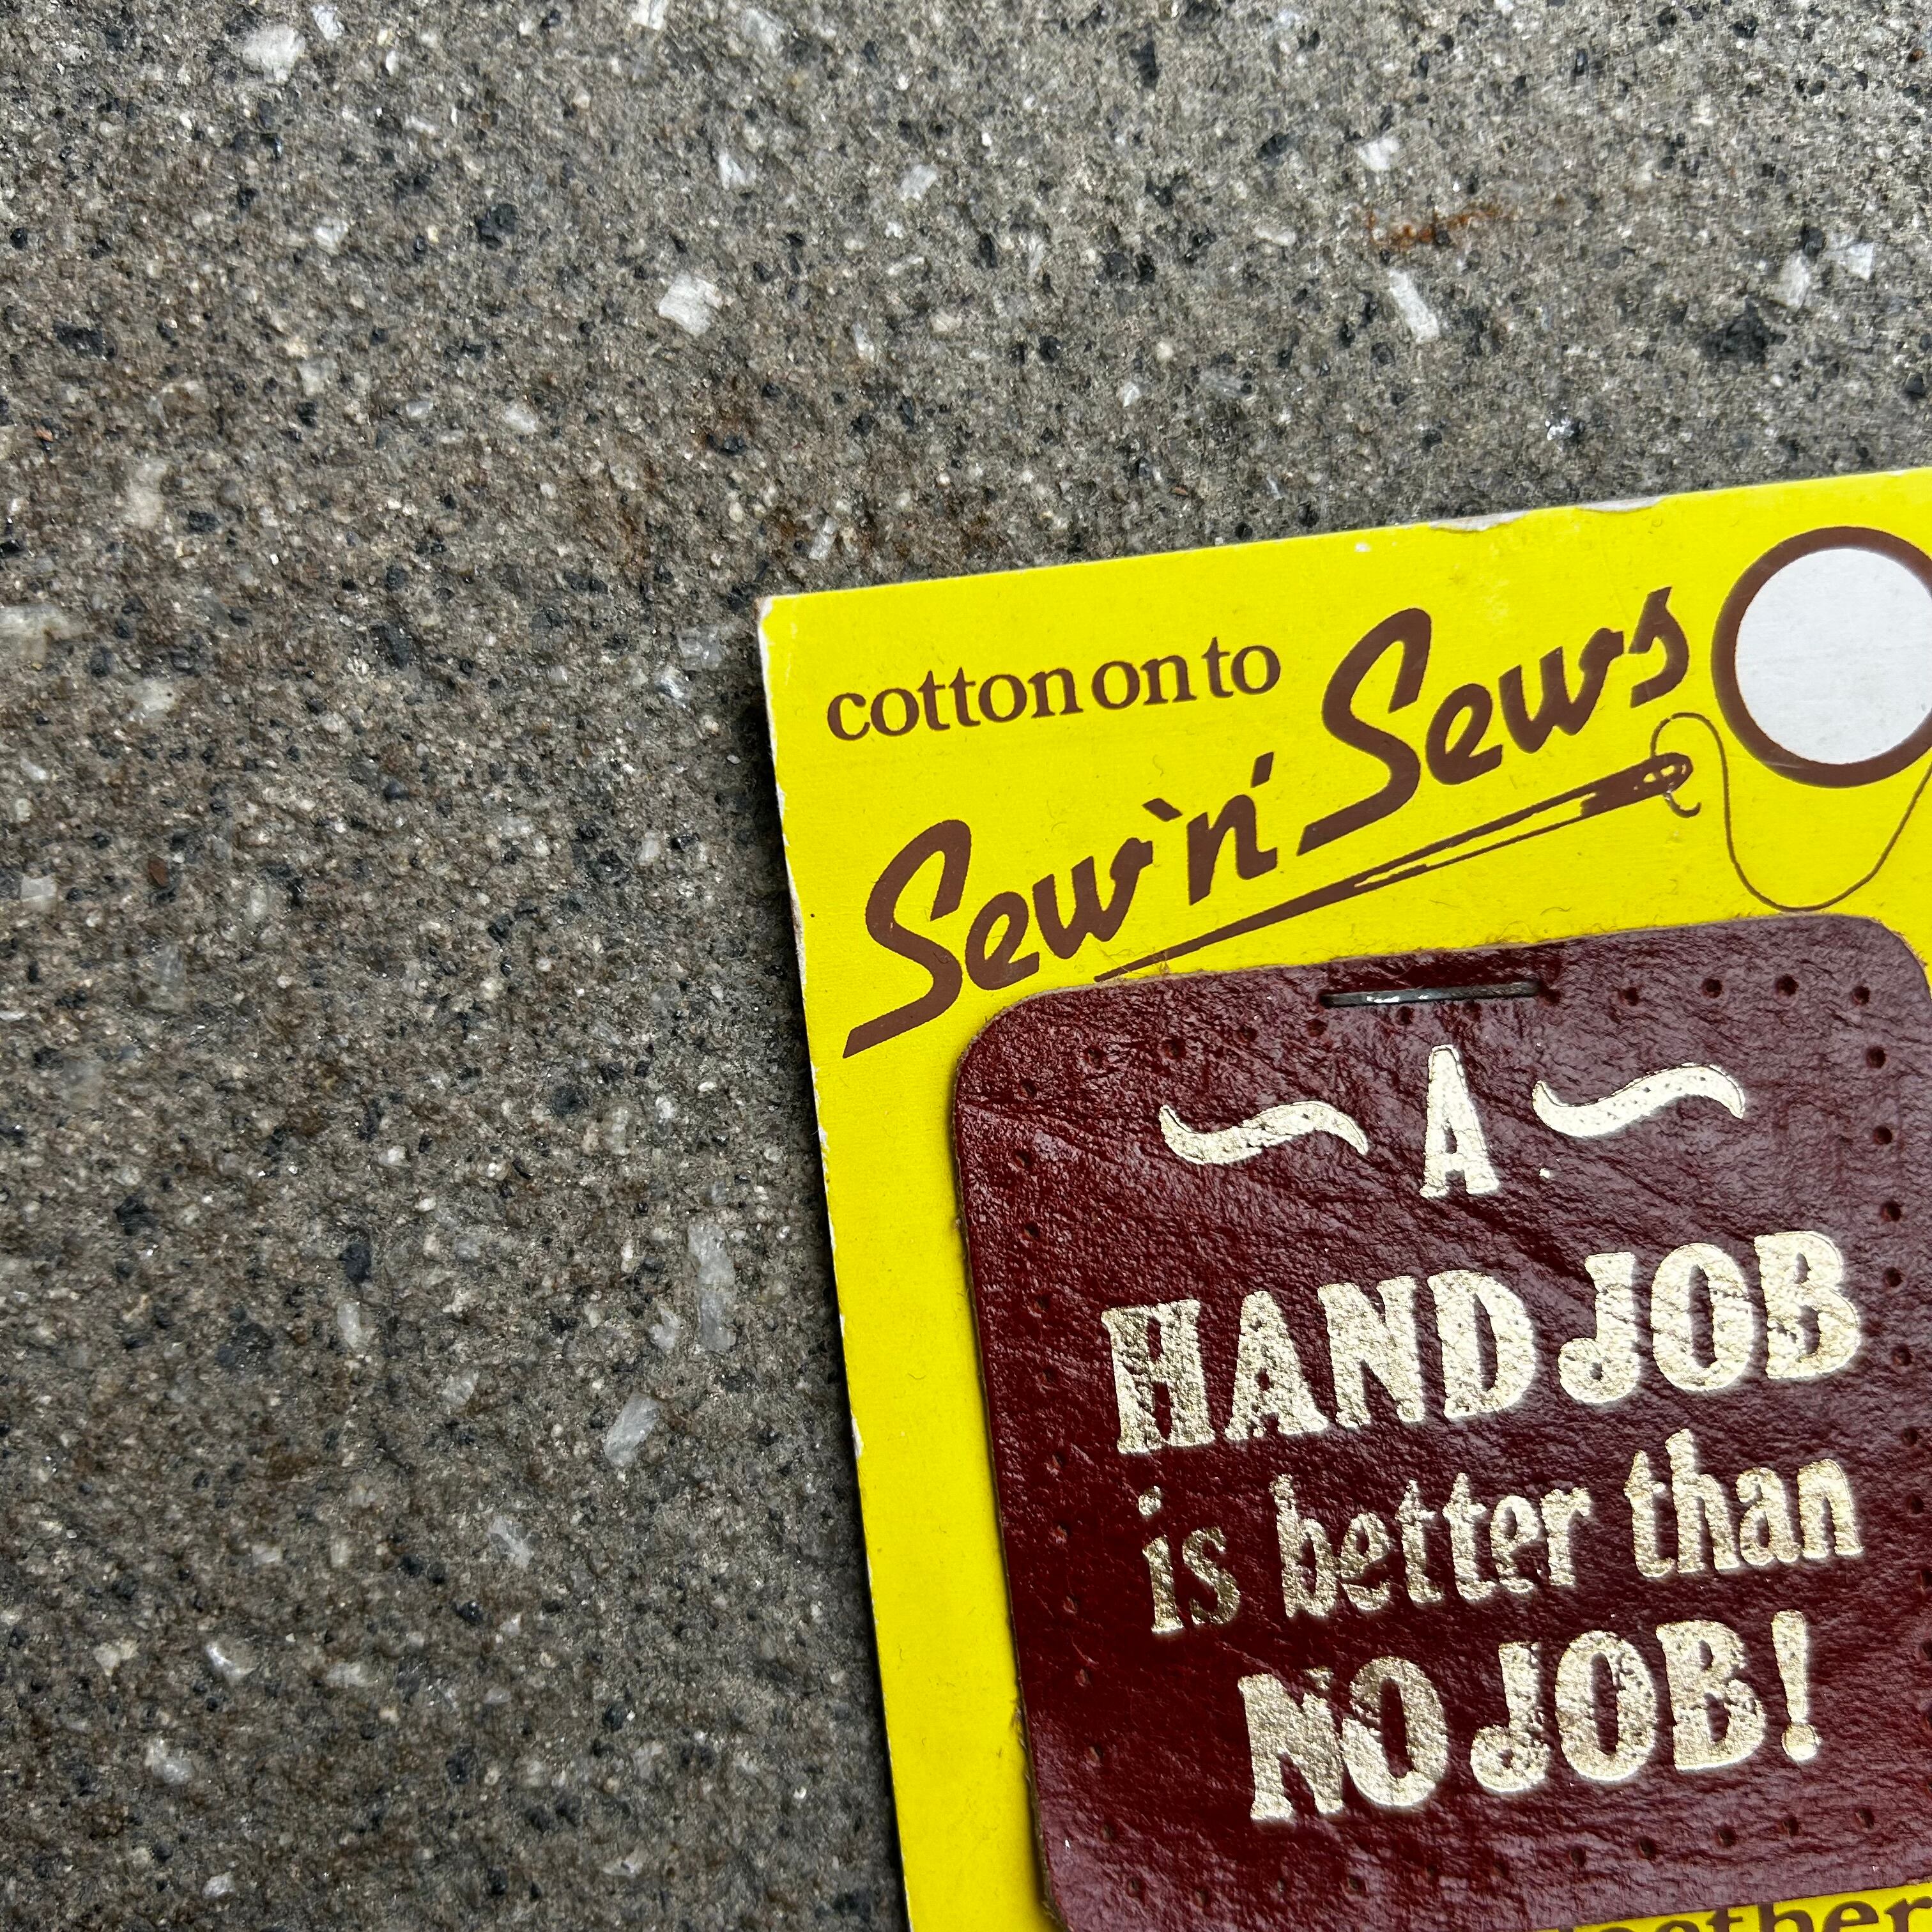 cotton on to
Sew 'n' Sews
A
HAND JOB
is better than
NO JOB!